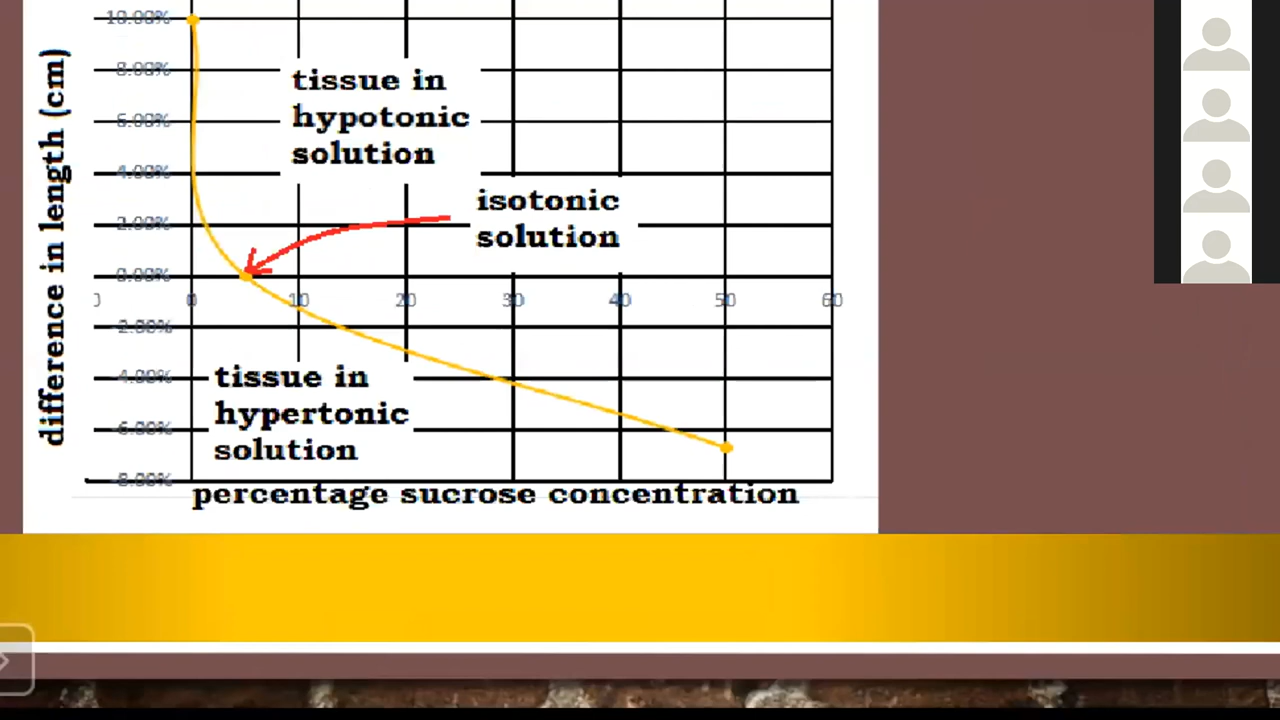 10.00%
8.00%
tissue in
hypotonic
solution
6.00%
4.00%
isotonic
solution
2.00%
0.00%
0 10 20 30 40 50 60
-2.00%
-4.00%
tissue in
hypertonic
solution
-6.00%
-8.00%
percentage sucrose concentration
difference in length (cm)